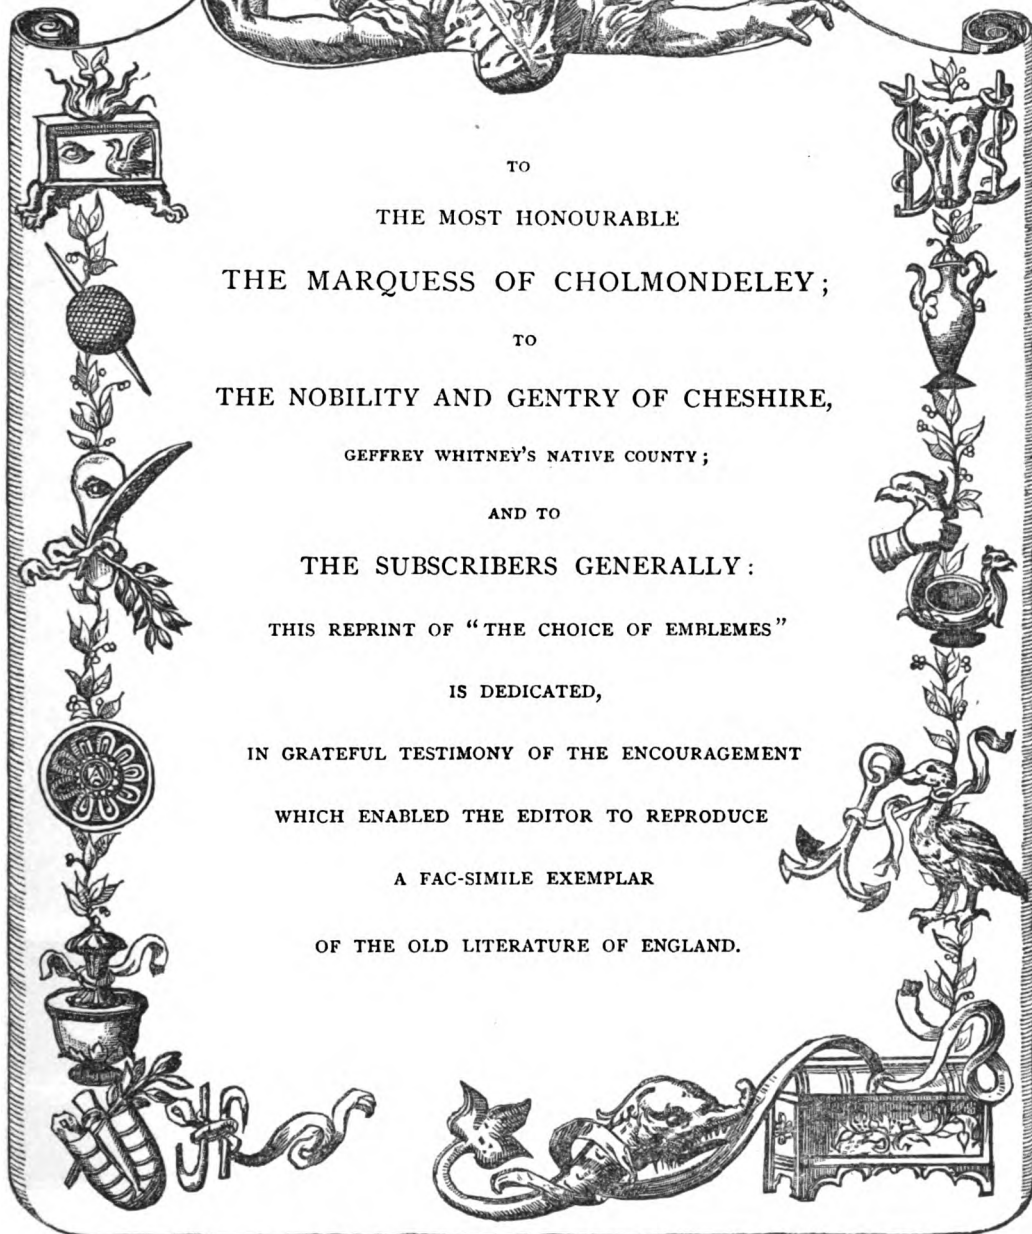 TO
THE MOST HONOURABLE
THE MARQUESS OF CHOLMONDELEY;
TO
THE NOBILITY AND GENTRY OF CHESHIRE,
GEFFREY WHITNEY'S NATIVE COUNTY;
AND TO
THE SUBSCRIBERS GENERALLY:
THIS REPRINT OF "THE CHOICE OF EMBLEMES"
IS DEDICATED,
IN GRATEFUL TESTIMONY OF THE ENCOURAGEMENT
WHICH ENABLED THE EDITOR TO REPRODUCE
A FAC-SIMILE EXEMPLAR
OF THE OLD LITERATURE OF ENGLAND.